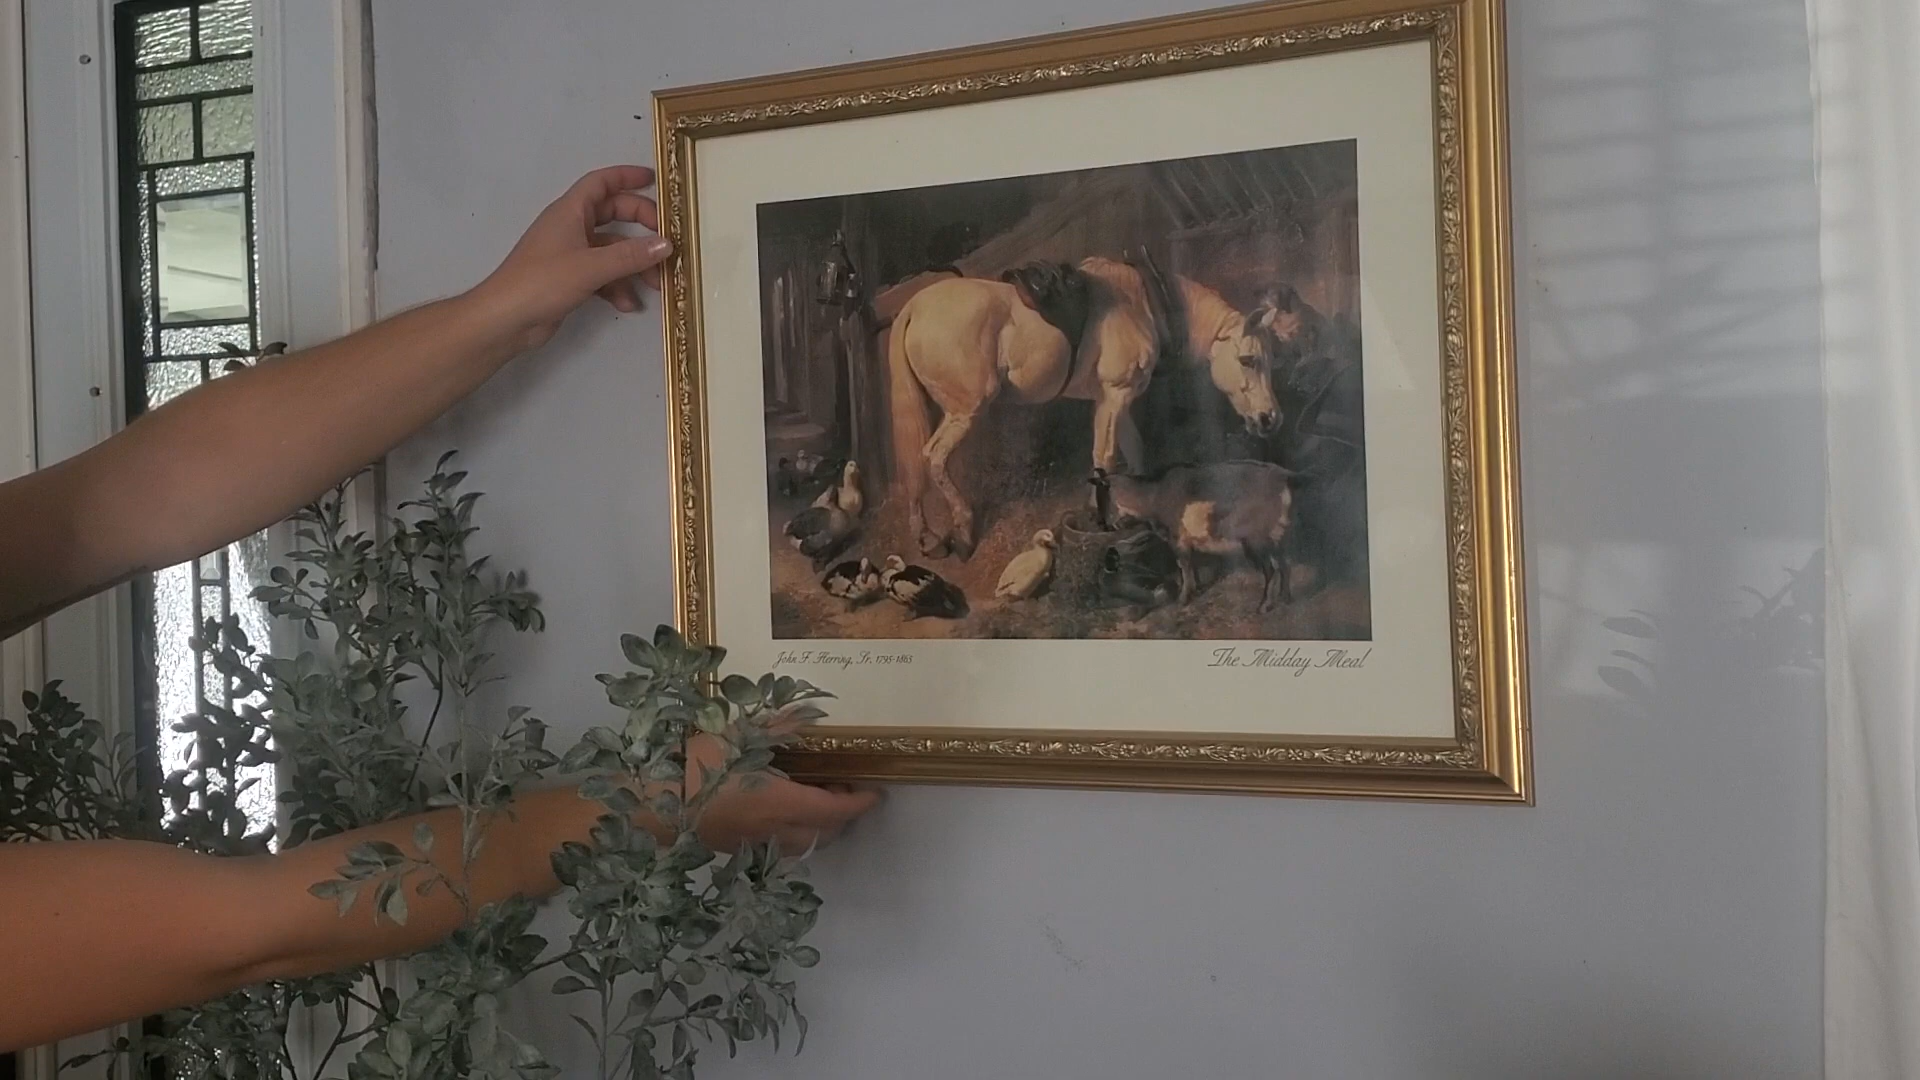 John F. Herring, Sr. 1795-1865
The Midday Meal